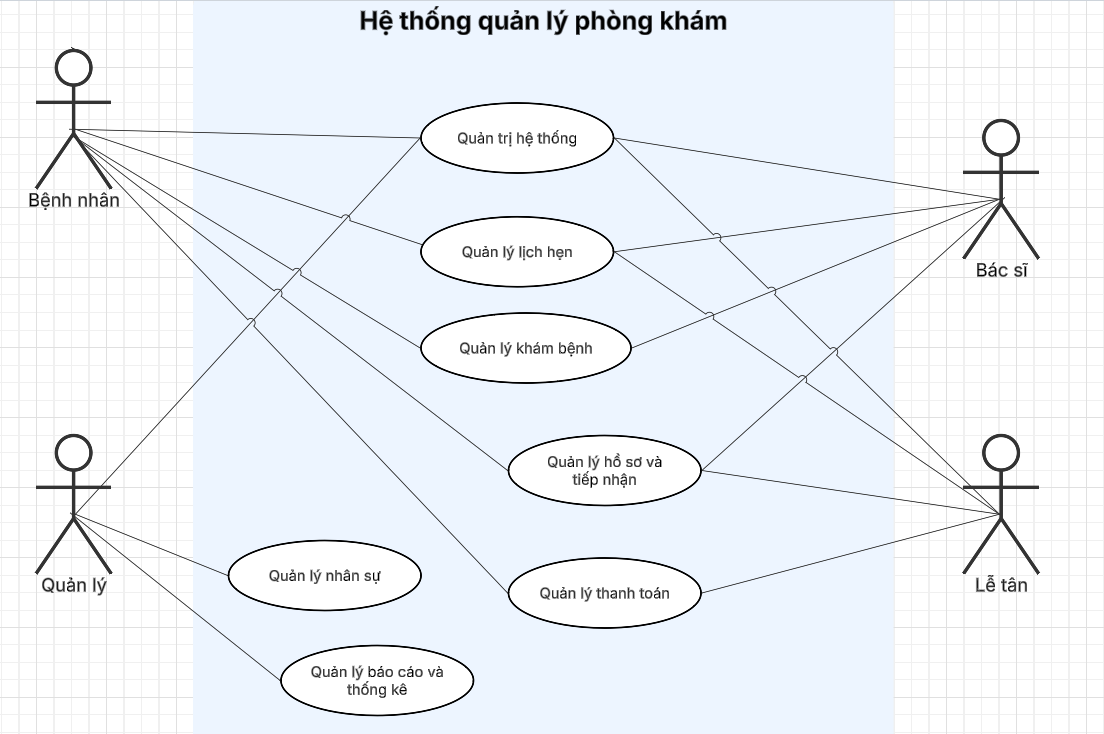 Hệ thống quản lý phòng khám
Quản trị hệ thống
Bệnh nhân
Quản lý lịch hẹn
Bác sĩ
Quản lý khám bệnh
Quản lý hồ sơ và
tiếp nhận
Quản lý nhân sự
Quản lý
Quản lý thanh toán
Lễ tân
Quản lý báo cáo và
thống kê